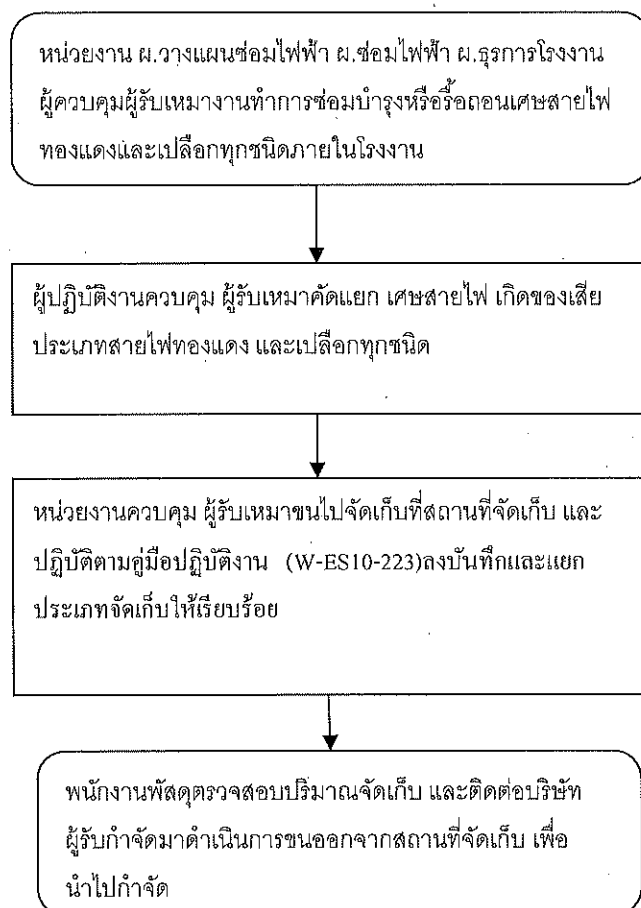 หน่วยงาน ผ.วางแผนซ่อมไฟฟ้า ผ.ซ่อมไฟฟ้า ผ.ธุรการโรงงาน
ผู้ควบคุมผู้รับเหมางานทำการซ่อมบำรุงหรือรื้อถอนเศษสายไฟ
ทองแดงและเปลือกทุกชนิดภายในโรงงาน
ผู้ปฏิบัติงานควบคุม ผู้รับเหมาคัดแยก เศษสายไฟ เกิดของเสีย
ประเภทสายไฟทองแดง และเปลือกทุกชนิด
หน่วยงานควบคุม ผู้รับเหมาขนไปจัดเก็บที่สถานที่จัดเก็บ และ
ปฏิบัติตามคู่มือปฏิบัติงาน (W-ES10-223)ลงบันทึกและแยก
ประเภทจัดเก็บให้เรียบร้อย
พนักงานพัสดุตรวจสอบปริมาณจัดเก็บ และติดต่อบริษัท
ผู้รับกำจัดมาดำเนินการขนออกจากสถานที่จัดเก็บ เพื่อ
นำไปกำจัด